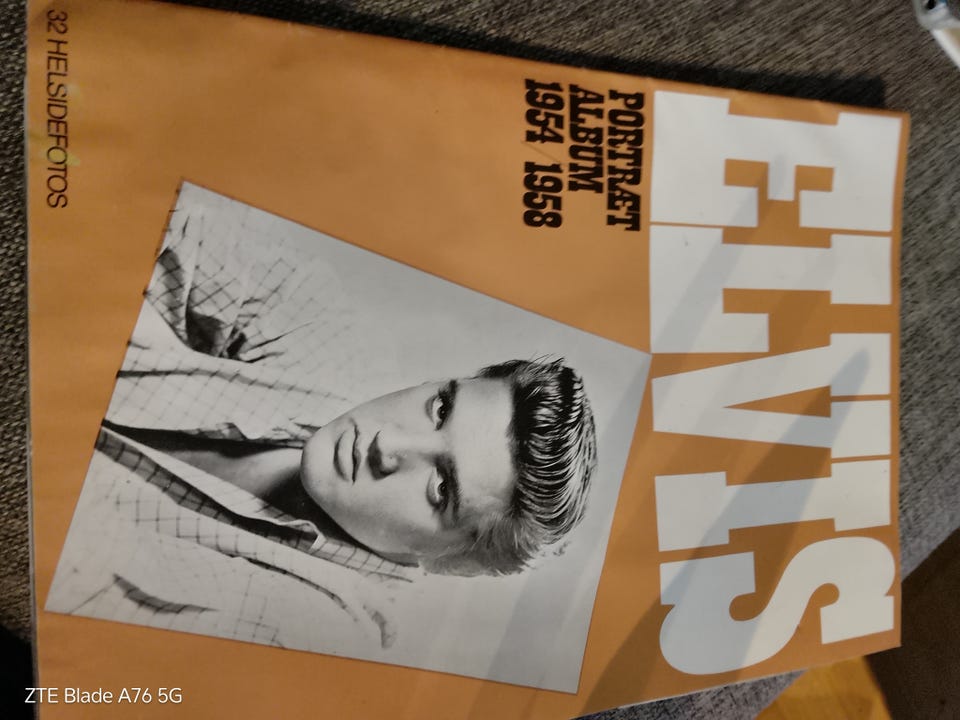 ELVIS
PORTRÆT
ALBUM
1954/1958
32 HELSIDEFOTOS
ZTE Blade A76 5G